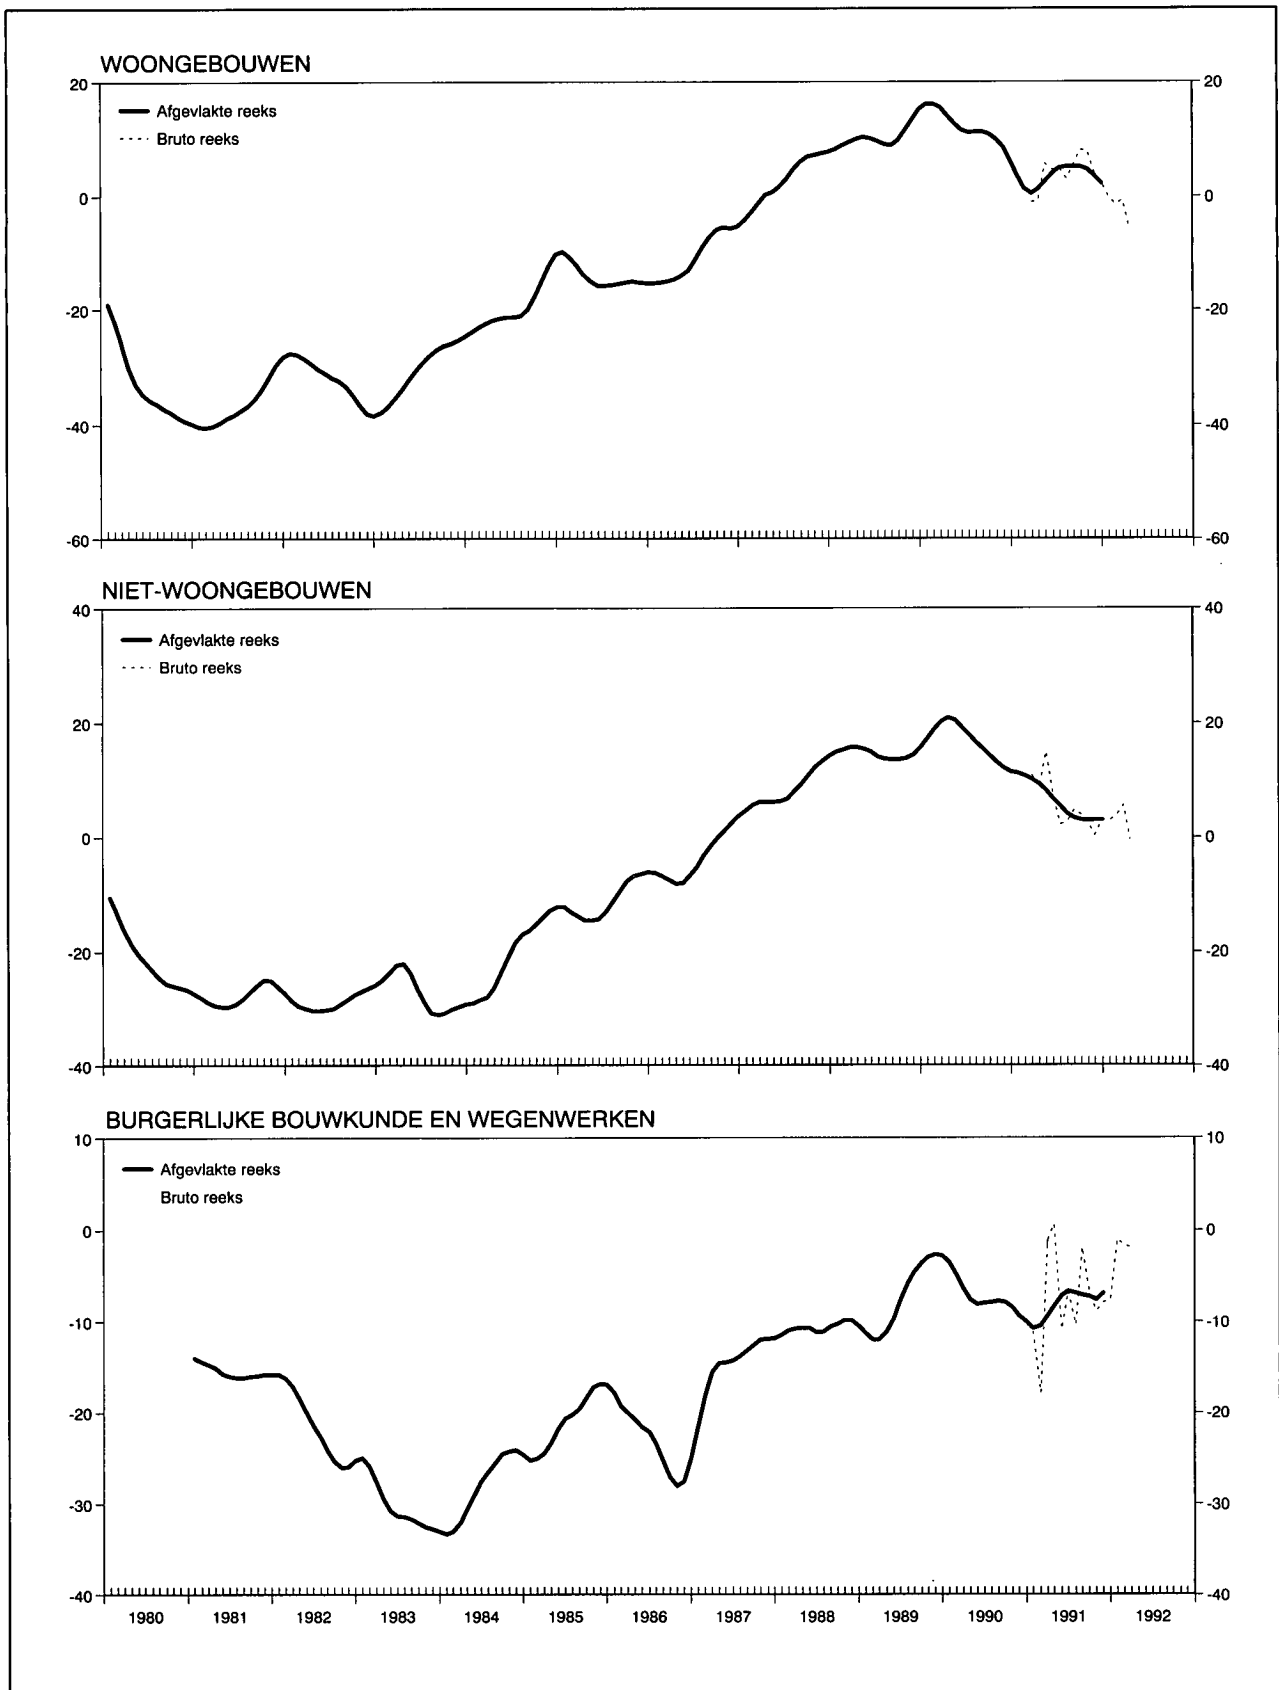 WOONGEBOUWEN
20 20
Afgevlakte reeks
Bruto reeks
0 0
-20 -20
-40 -40
-60 -60
NIET-WOONGEBOUWEN
40 40
Afgevlakte reeks
Bruto reeks
20 20
0 0
-20 -20
-40 -40
BURGERLIJKE BOUWKUNDE EN WEGENWERKEN
10 10
Afgevlakte reeks
Bruto reeks
0 0
-10 -10
-20 -20
-30 -30
-40 -40
1980 1981 1982 1983 1984 1985 1986 1987 1988 1989 1990 1991 1992